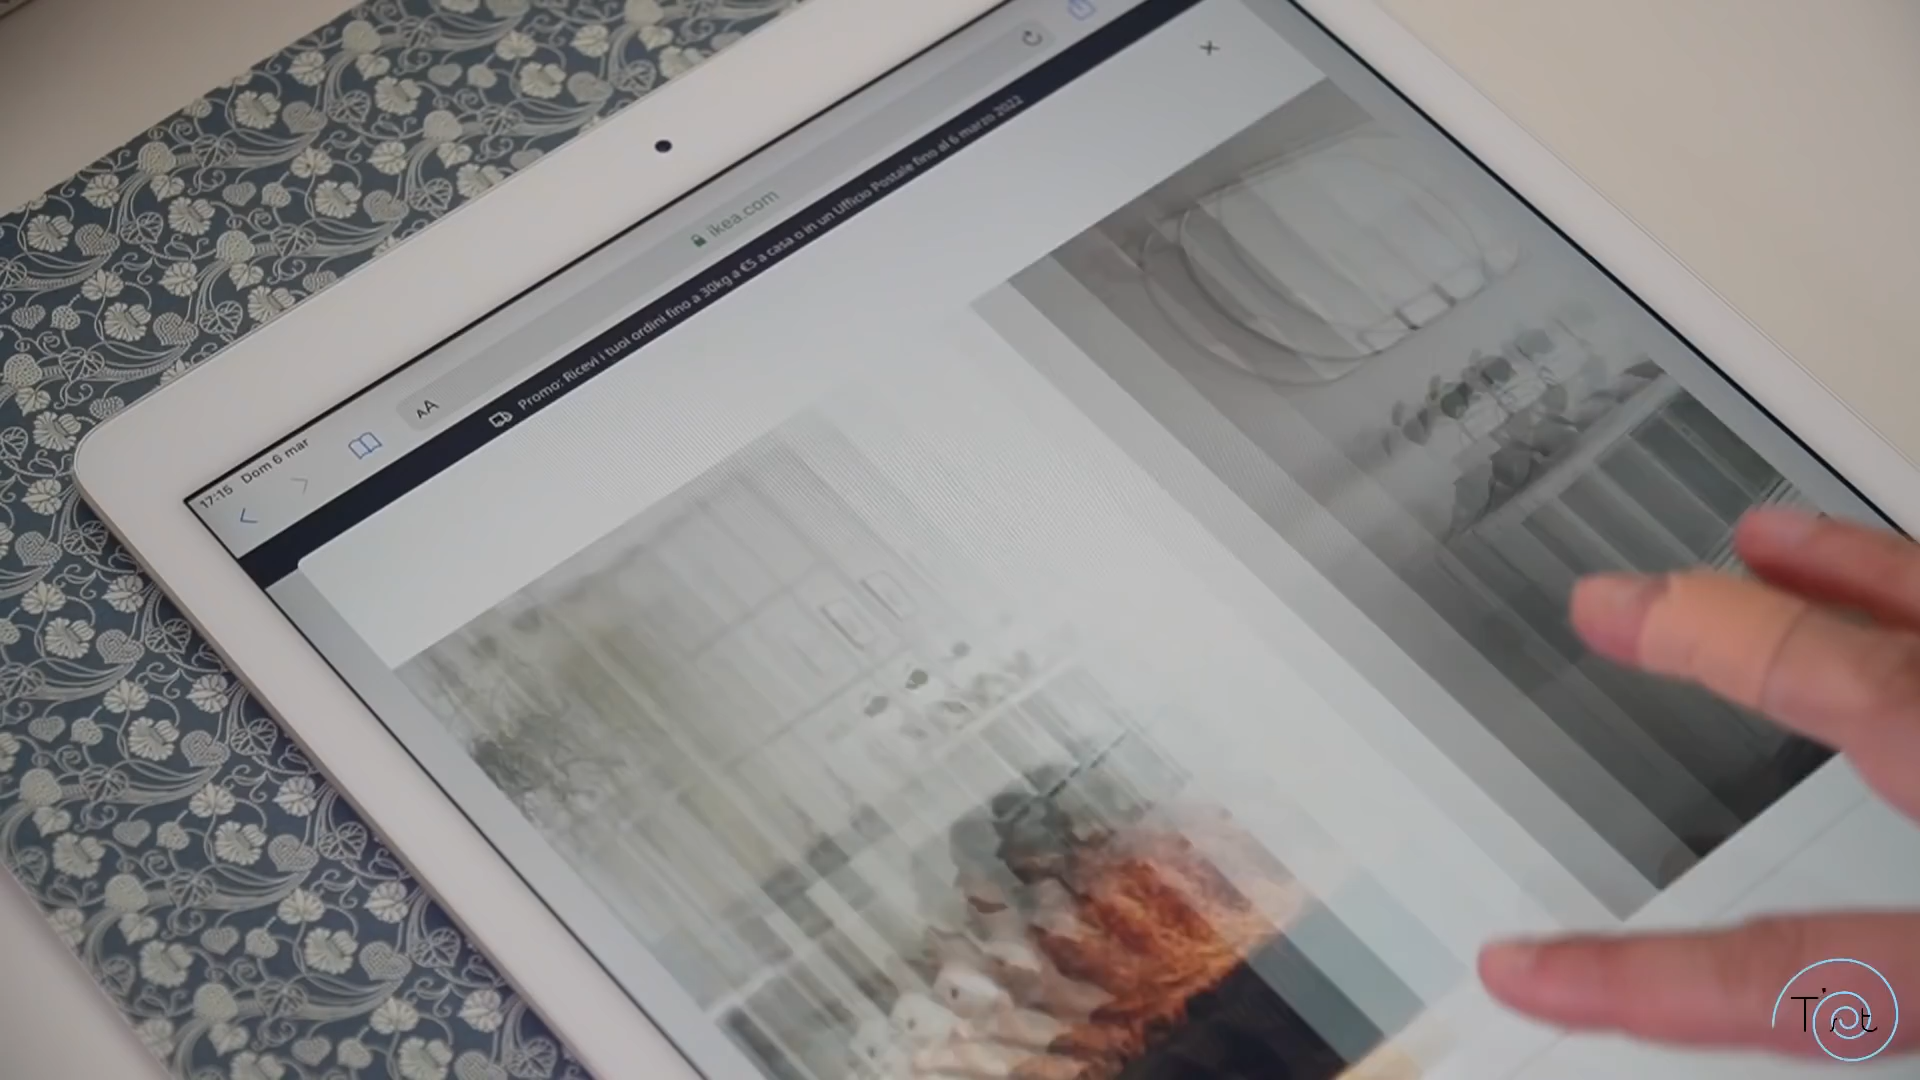 17:15 Dom 6 mar
AA
ikea.com
Promo: Ricevi i tuoi ordini fino a 30kg a €5 a casa o in un Ufficio Postale fino al 6 marzo 2022